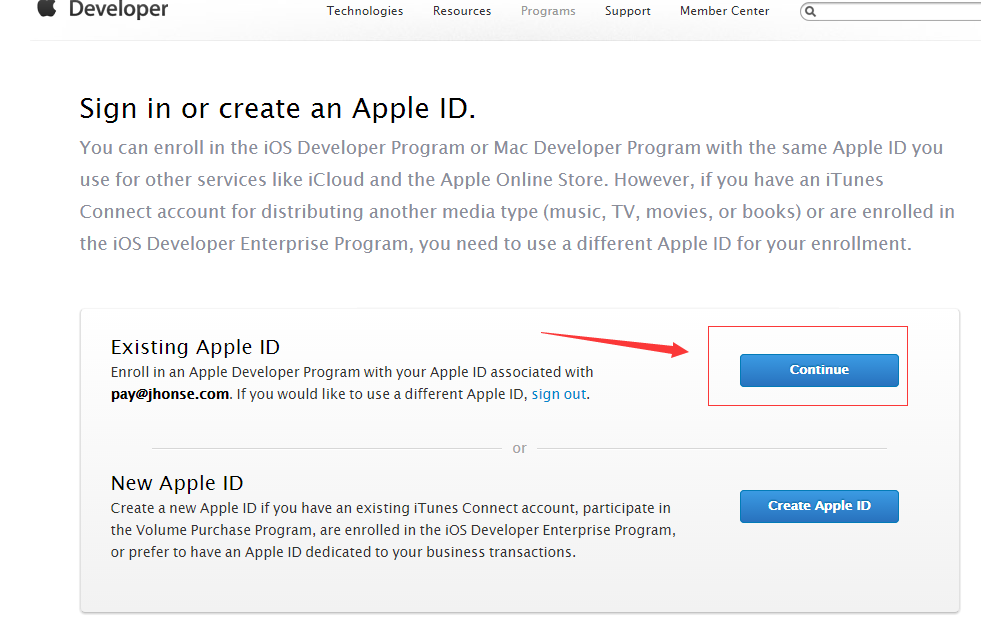 Developer
Technologies Resources Programs Support Member Center
Sign in or create an Apple ID.
You can enroll in the iOS Developer Program or Mac Developer Program with the same Apple ID you
use for other services like iCloud and the Apple Online Store. However, if you have an iTunes
Connect account for distributing another media type (music, TV, movies, or books) or are enrolled in
the iOS Developer Enterprise Program, you need to use a different Apple ID for your enrollment.
Existing Apple ID
Enroll in an Apple Developer Program with your Apple ID associated with
pay@jhonse.com. If you would like to use a different Apple ID, sign out.
Continue
or
New Apple ID
Create a new Apple ID if you have an existing iTunes Connect account, participate in
the Volume Purchase Program, are enrolled in the iOS Developer Enterprise Program,
or prefer to have an Apple ID dedicated to your business transactions.
Create Apple ID